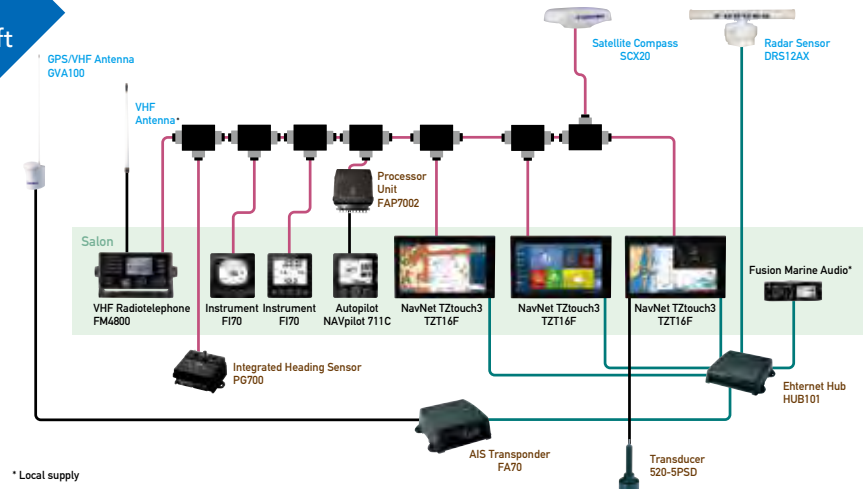 ft
GPS/VHF Antenna
GVA100
VHF
Antenna*
Satellite Compass
SCX20
Radar Sensor
DRS12AX
FURUNO
Processor
Unit
FAP7002
Salon
VHF Radiotelephone
FM4800
Instrument
FI70
Instrument
FI70
Autopilot
NAVpilot 711C
NavNet TZtouch3
TZT16F
NavNet TZtouch3
TZT16F
NavNet TZtouch3
TZT16F
Fusion Marine Audio*
Integrated Heading Sensor
PG700
Ehternet Hub
HUB101
AIS Transponder
FA70
Transducer
520-5PSD
* Local supply